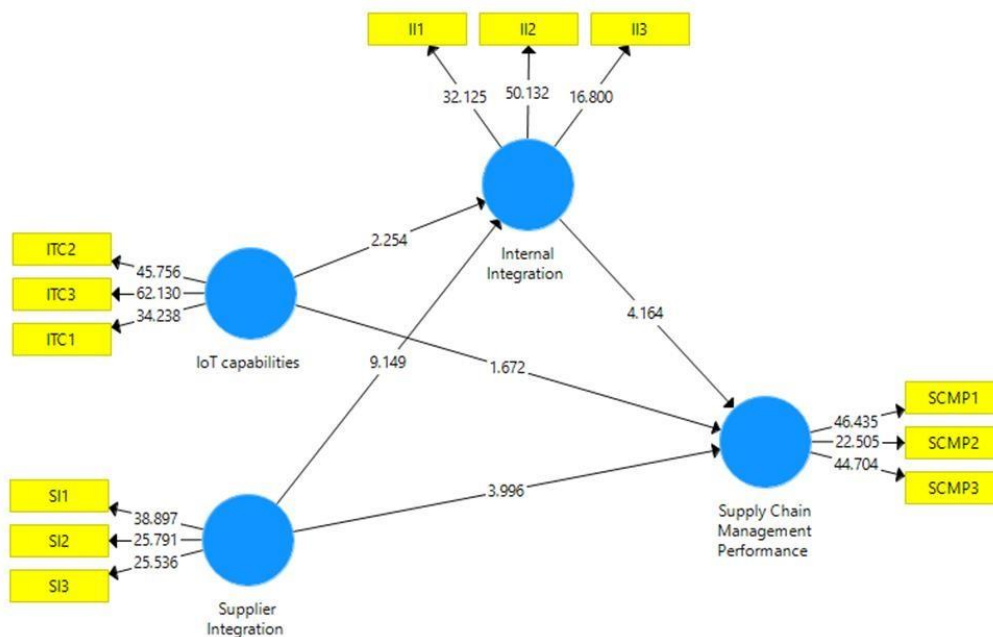 II1
II2
II3
32.125
50.132
16.800
Internal
Integration
ITC2
ITC3
ITC1
45.756
62.130
34.238
IoT capabilities
2.254
9.149
1.672
4.164
3.996
SI1
SI2
SI3
38.897
25.791
25.536
Supplier
Integration
SCMP1
SCMP2
SCMP3
46.435
22.505
44.704
Supply Chain
Management
Performance